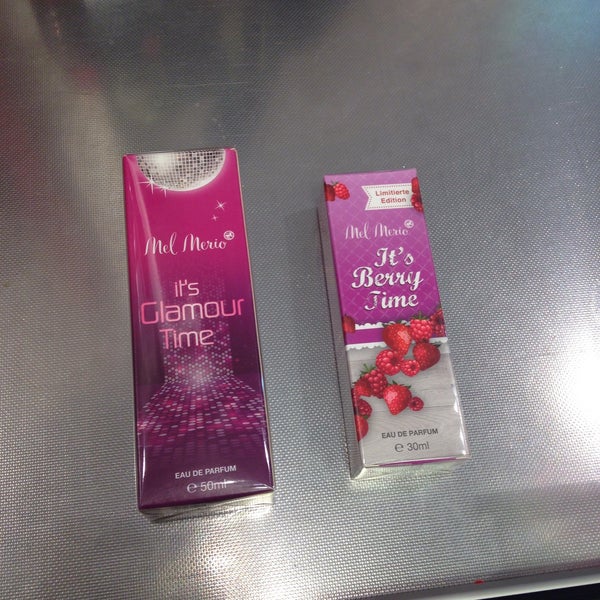 Mel Merio
it's
Glamour
Time
EAU DE PARFUM
e 50ml
Limitierte
Edition
Mel Merio
It's
Berry
Time
EAU DE PARFUM
e 30ml